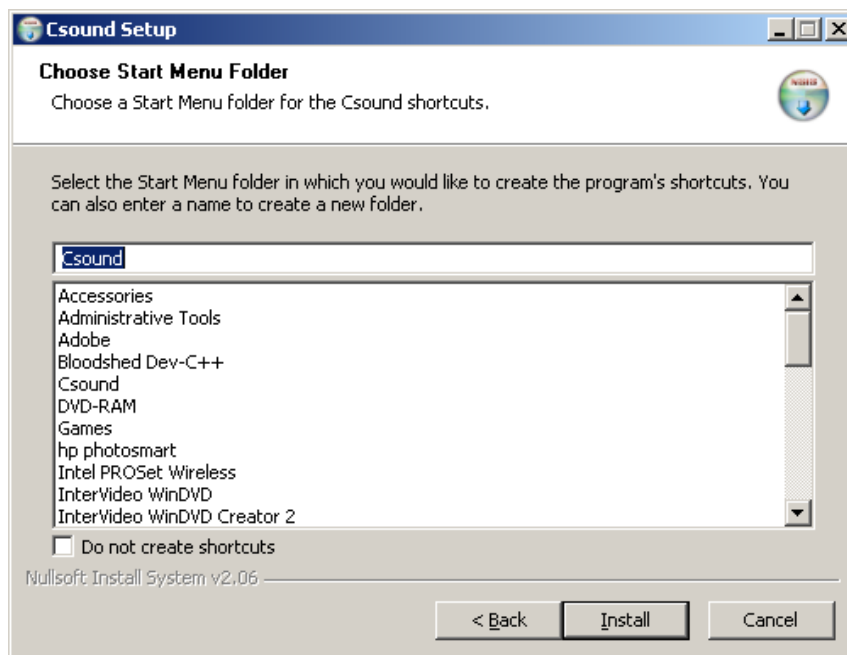 Csound Setup
Choose Start Menu Folder
Choose a Start Menu folder for the Csound shortcuts.
Select the Start Menu folder in which you would like to create the program's shortcuts. You
can also enter a name to create a new folder.
Csound
Accessories
Administrative Tools
Adobe
Bloodshed Dev-C++
Csound
DVD-RAM
Games
hp photosmart
Intel PROSet Wireless
InterVideo WinDVD
InterVideo WinDVD Creator 2
Do not create shortcuts
Nullsoft Install System v2.06
< Back Install Cancel